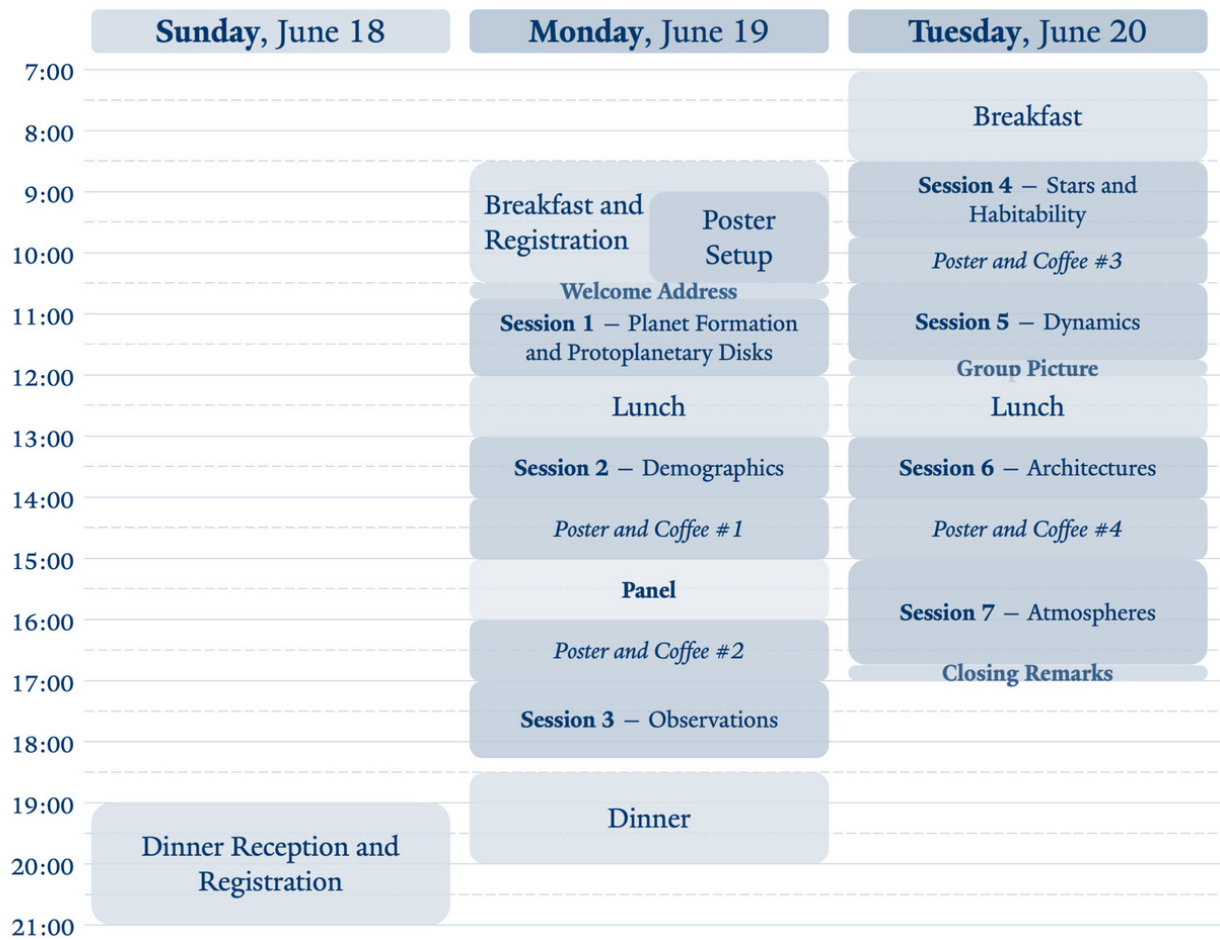 Sunday, June 18
Monday, June 19
Tuesday, June 20
7:00
8:00
9:00
10:00
11:00
12:00
13:00
14:00
15:00
16:00
17:00
18:00
19:00
20:00
21:00
Dinner Reception and
Registration
Breakfast and
Registration
Poster
Setup
Welcome Address
Session 1 – Planet Formation
and Protoplanetary Disks
Lunch
Session 2 – Demographics
Poster and Coffee #1
Panel
Poster and Coffee #2
Session 3 – Observations
Dinner
Breakfast
Session 4 – Stars and
Habitability
Poster and Coffee #3
Session 5 – Dynamics
Group Picture
Lunch
Session 6 – Architectures
Poster and Coffee #4
Session 7 – Atmospheres
Closing Remarks